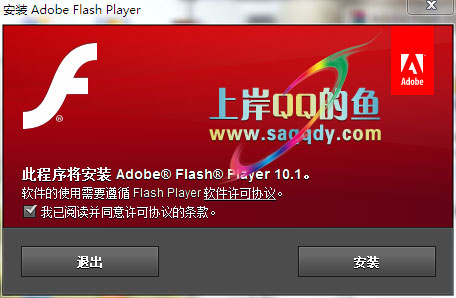 安装 Adobe Flash Player
Adobe
上岸QQ的鱼
www.saqqdy.com
此程序将安装 Adobe® Flash® Player 10.1。
软件的使用需要遵循 Flash Player 软件许可协议。
我已阅读并同意许可协议的条款。
退出
安装